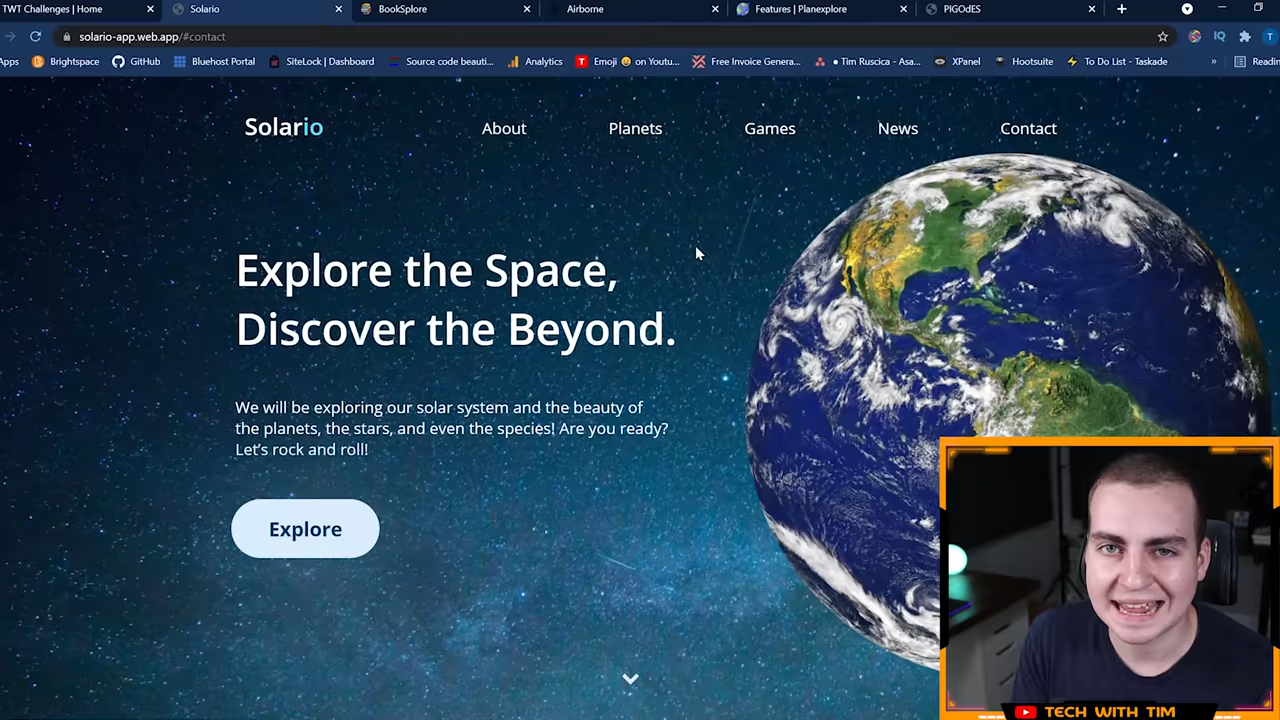 TWT Challenges | Home
Solario
BookSplore
Airborne
Features | Planexplore
PIGOdES
solario-app.web.app/#contact
Apps
Brightspace
GitHub
Bluehost Portal
SiteLock | Dashboard
Source code beauti...
Analytics
Emoji 😀 on Youtu...
Free Invoice Genera...
• Tim Ruscica - Asa...
XPanel
Hootsuite
To Do List - Taskade
»
Readin
Solario
About
Planets
Games
News
Contact
Explore the Space,
Discover the Beyond.
We will be exploring our solar system and the beauty of
the planets, the stars, and even the species! Are you ready?
Let's rock and roll!
Explore
TECH WITH TIM